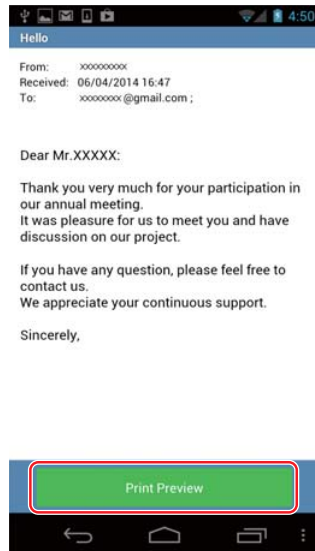 4:50
Hello
From: xxxxxxxxx
Received: 06/04/2014 16:47
To: xxxxxxxx@gmail.com ;
Dear Mr.XXXXX:
Thank you very much for your participation in
our annual meeting.
It was pleasure for us to meet you and have
discussion on our project.
If you have any question, please feel free to
contact us.
We appreciate your continuous support.
Sincerely,
Print Preview